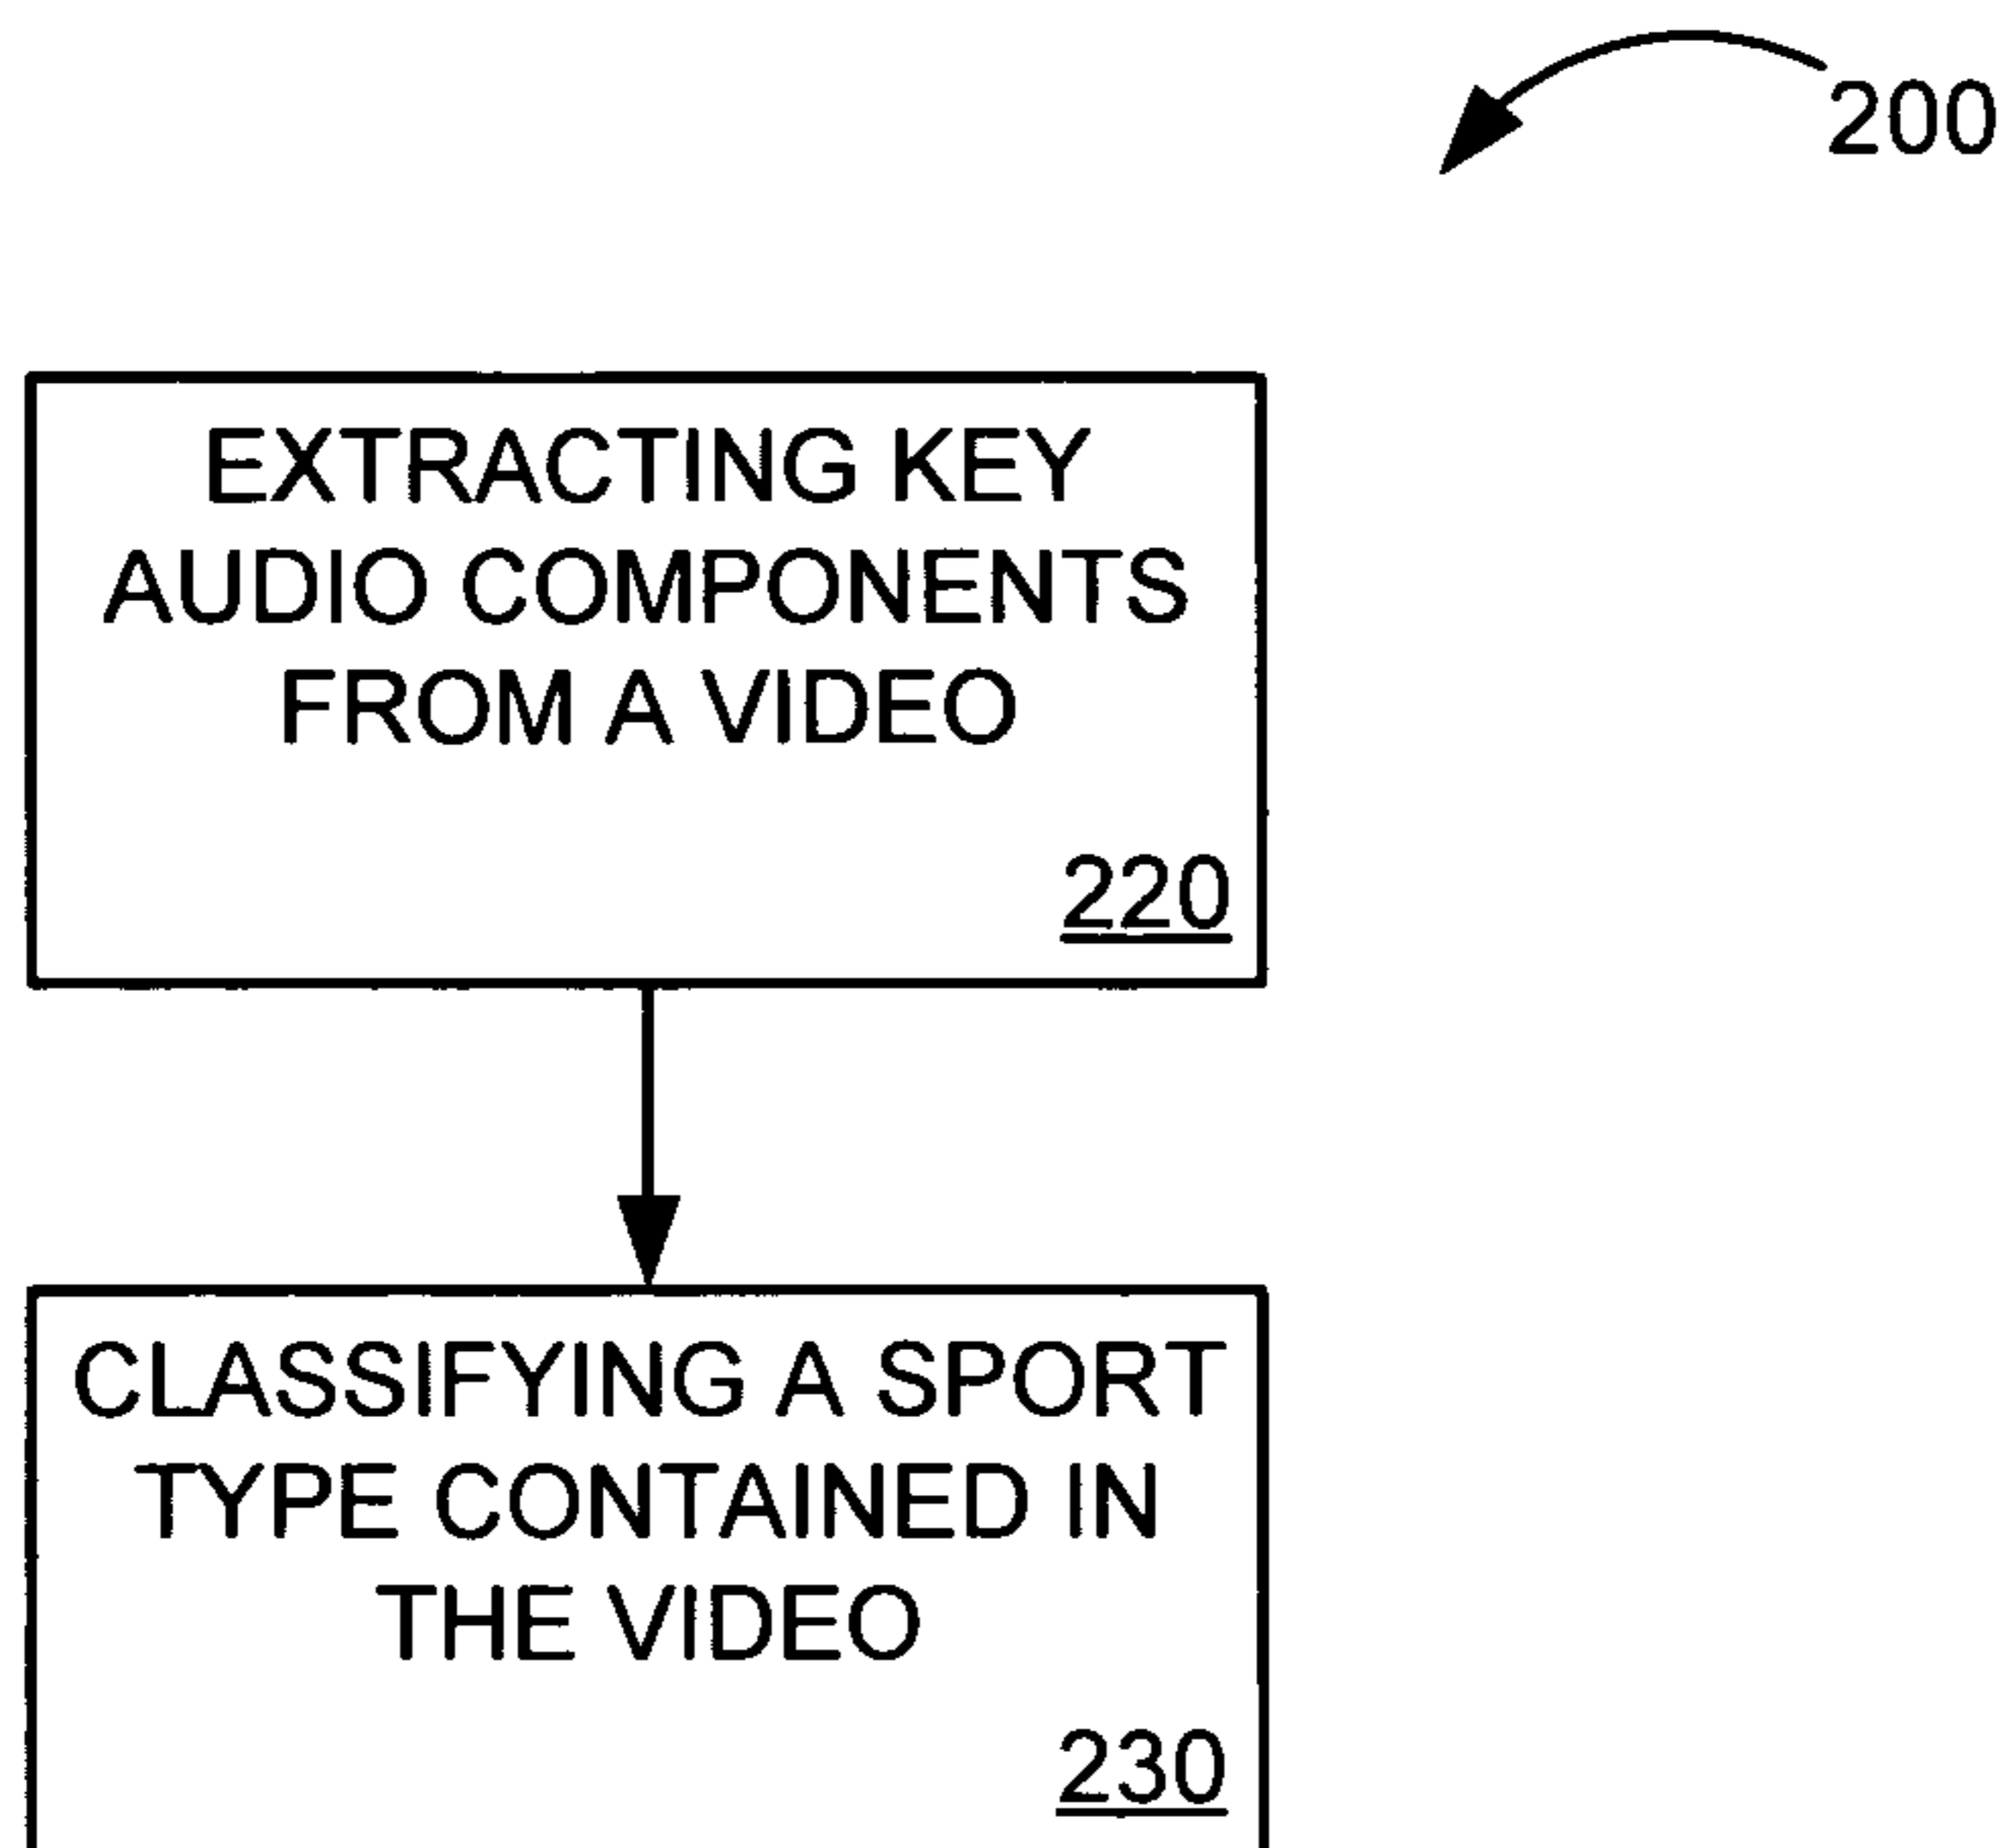 200
EXTRACTING KEY
AUDIO COMPONENTS
FROM A VIDEO
220
CLASSIFYING A SPORT
TYPE CONTAINED IN
THE VIDEO
230